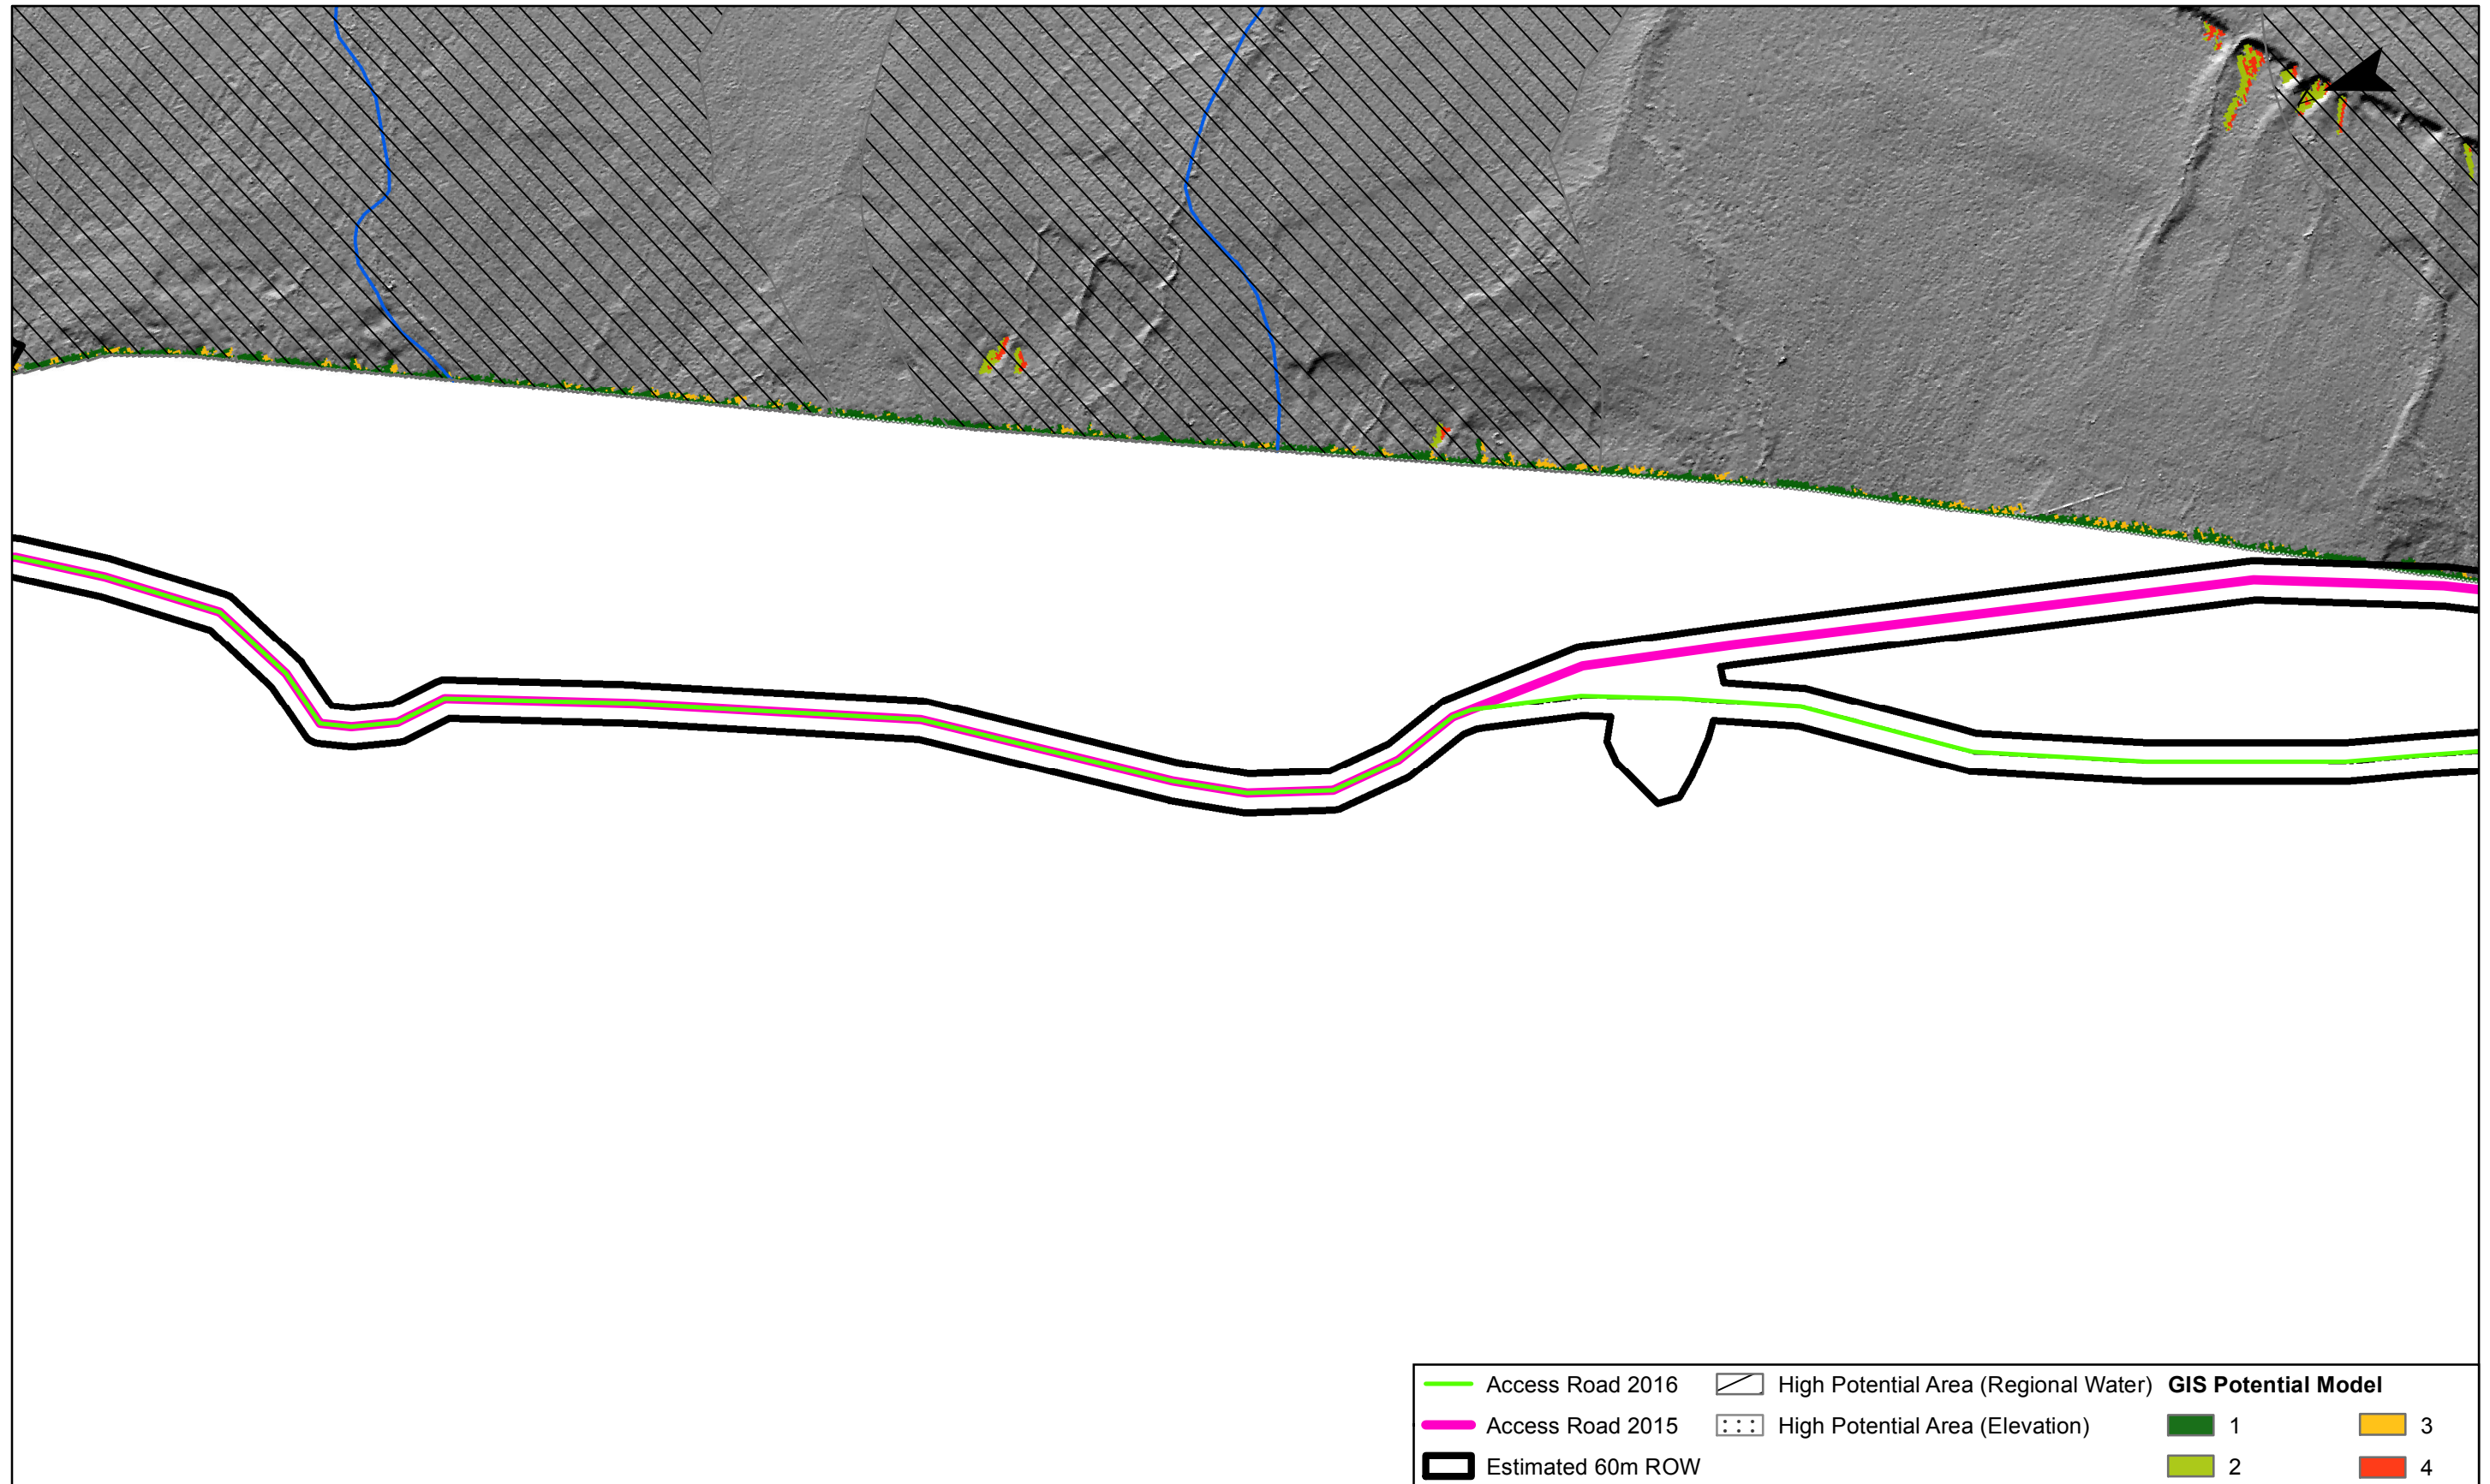 Access Road 2016
High Potential Area (Regional Water)
GIS Potential Model
Access Road 2015
High Potential Area (Elevation)
1
3
Estimated 60m ROW
2
4